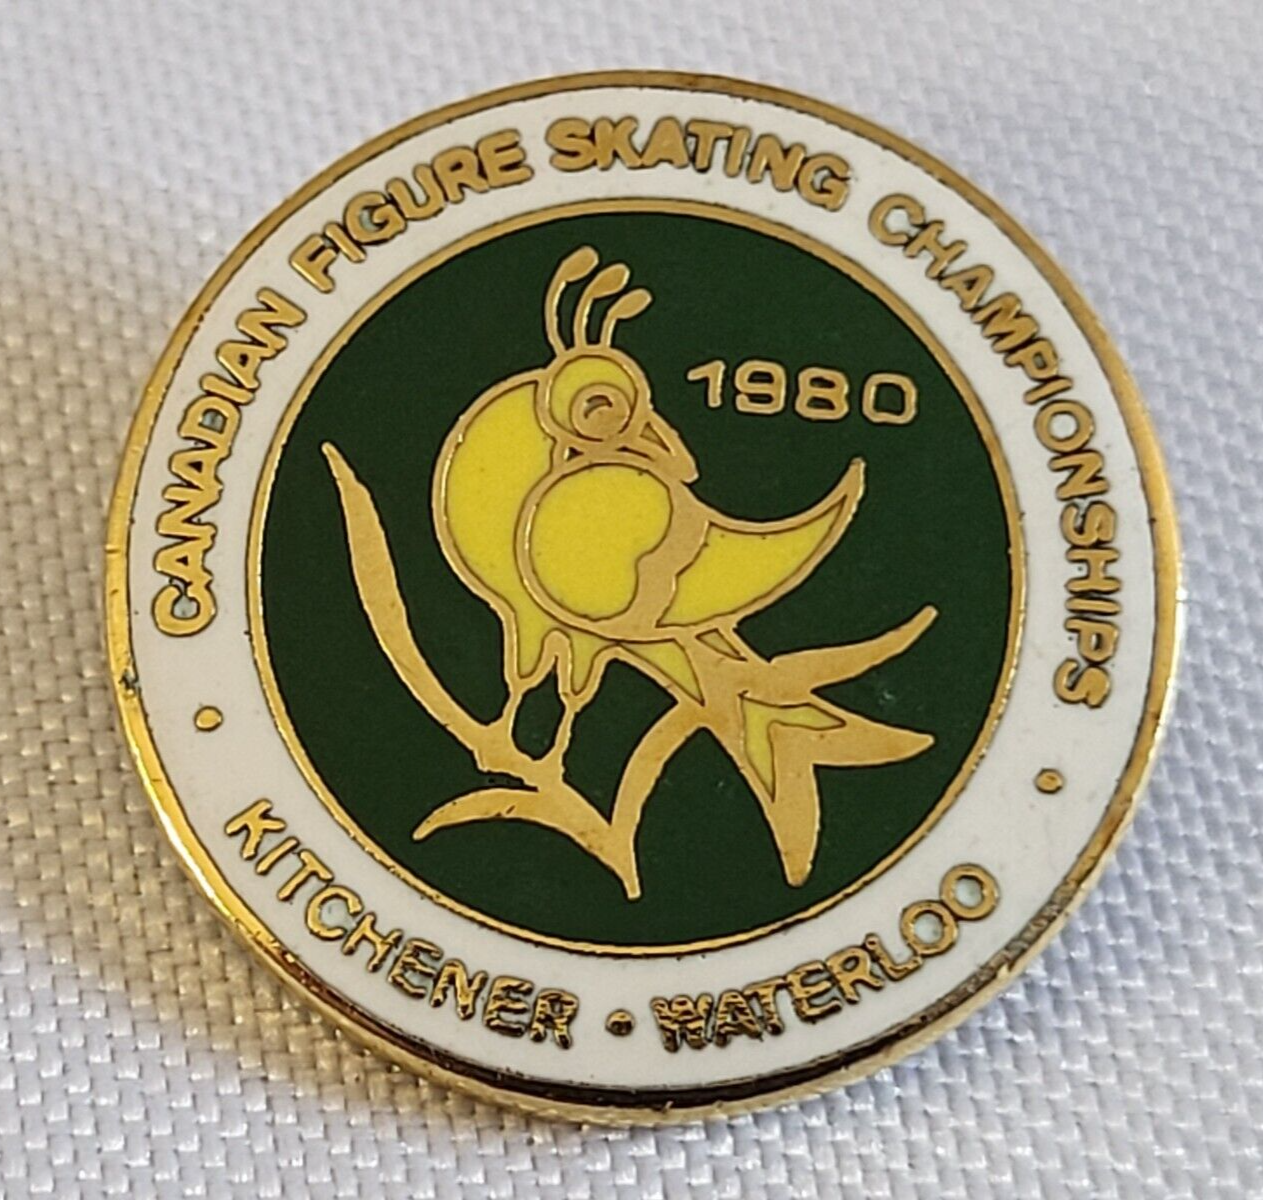 CANADIAN FIGURE SKATING CHAMPIONSHIPS
1980
KITCHENER • WATERLOO